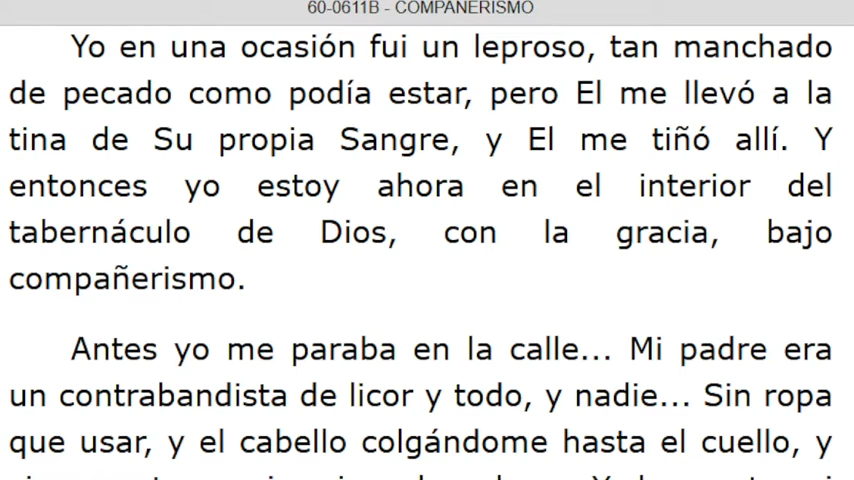 60-0611B - COMPAÑERISMO
Yo en una ocasión fui un leproso, tan manchado
de pecado como podía estar, pero El me llevó a la
tina de Su propia Sangre, y El me tiñó allí. Y
entonces yo estoy ahora en el interior del
tabernáculo de Dios, con la gracia, bajo
compañerismo.
Antes yo me paraba en la calle... Mi padre era
un contrabandista de licor y todo, y nadie... Sin ropa
que usar, y el cabello colgándome hasta el cuello, y